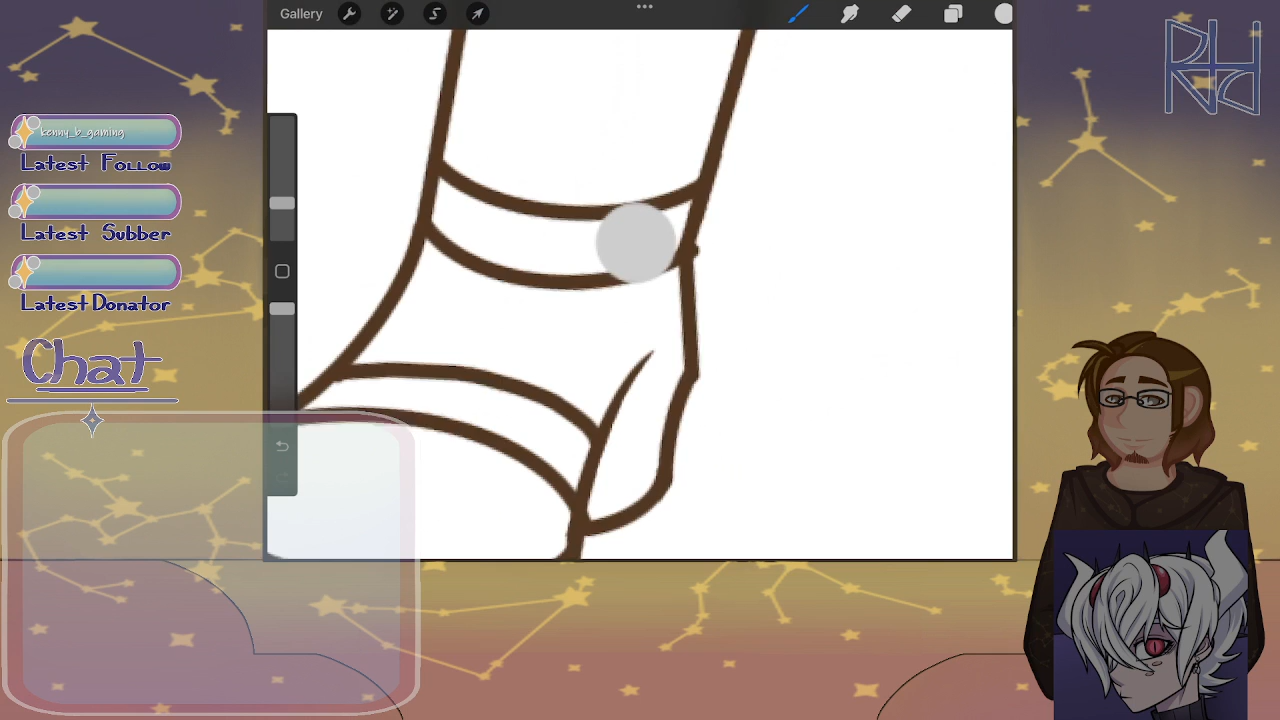 Gallery
kenny_b_gaming
Latest Follow
Latest Subber
Latest Donator
Chat